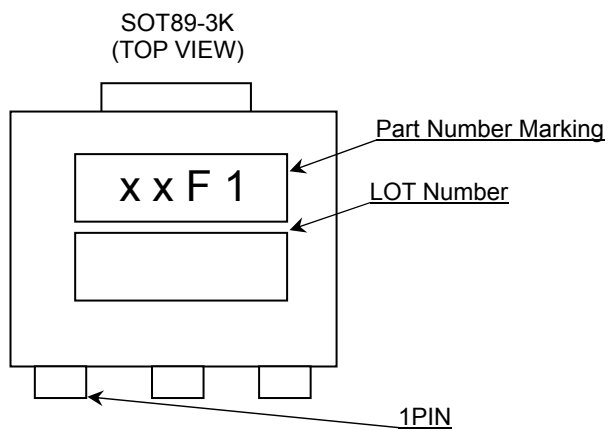 SOT89-3K
(TOP VIEW)
Part Number Marking
x x F 1
LOT Number
1PIN